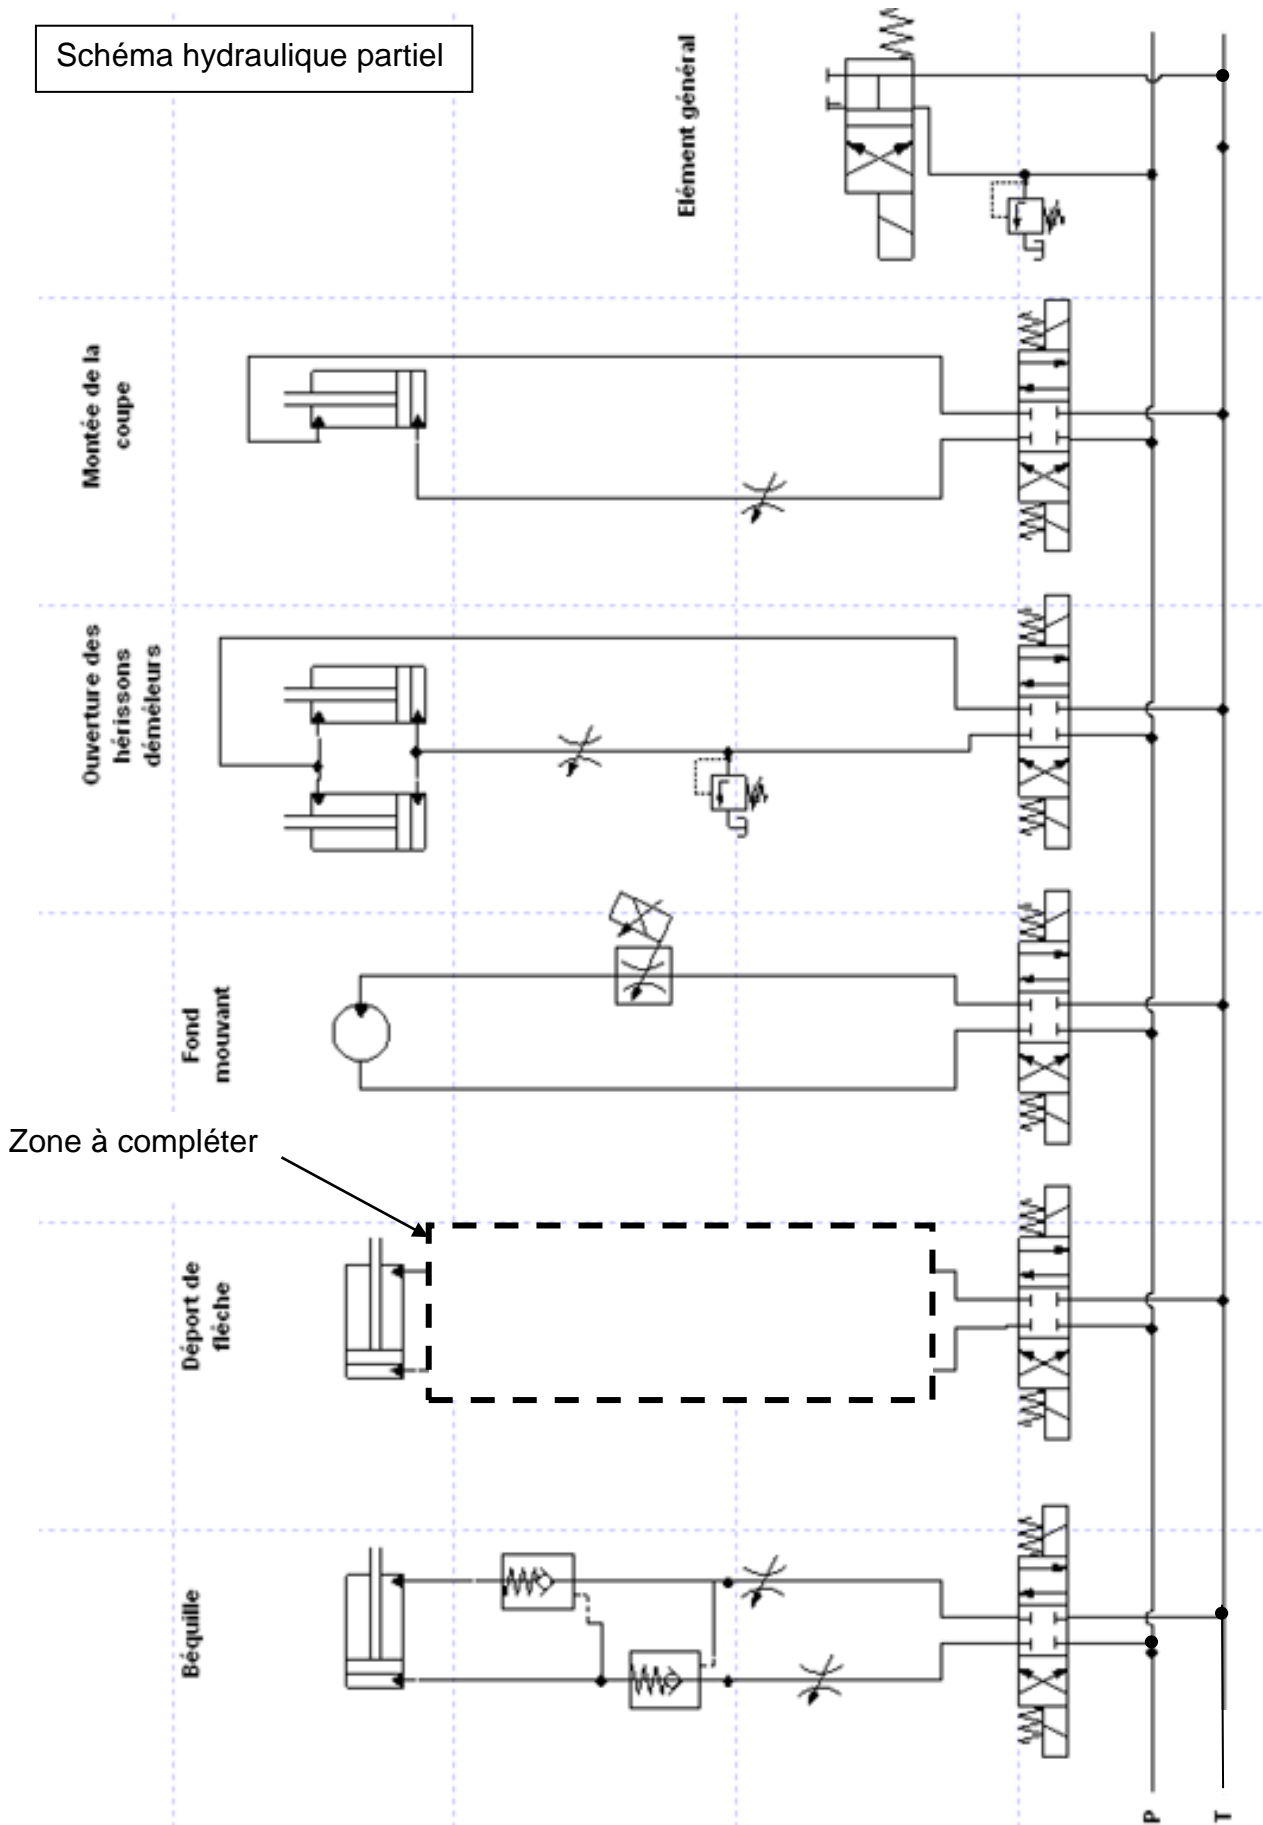 Schéma hydraulique partiel
Elément général
Montée de la
coupe
Ouverture des
hérissons
déméleurs
Fond
mouvant
Zone à compléter
Déport de
fléche
Béquille
P
T